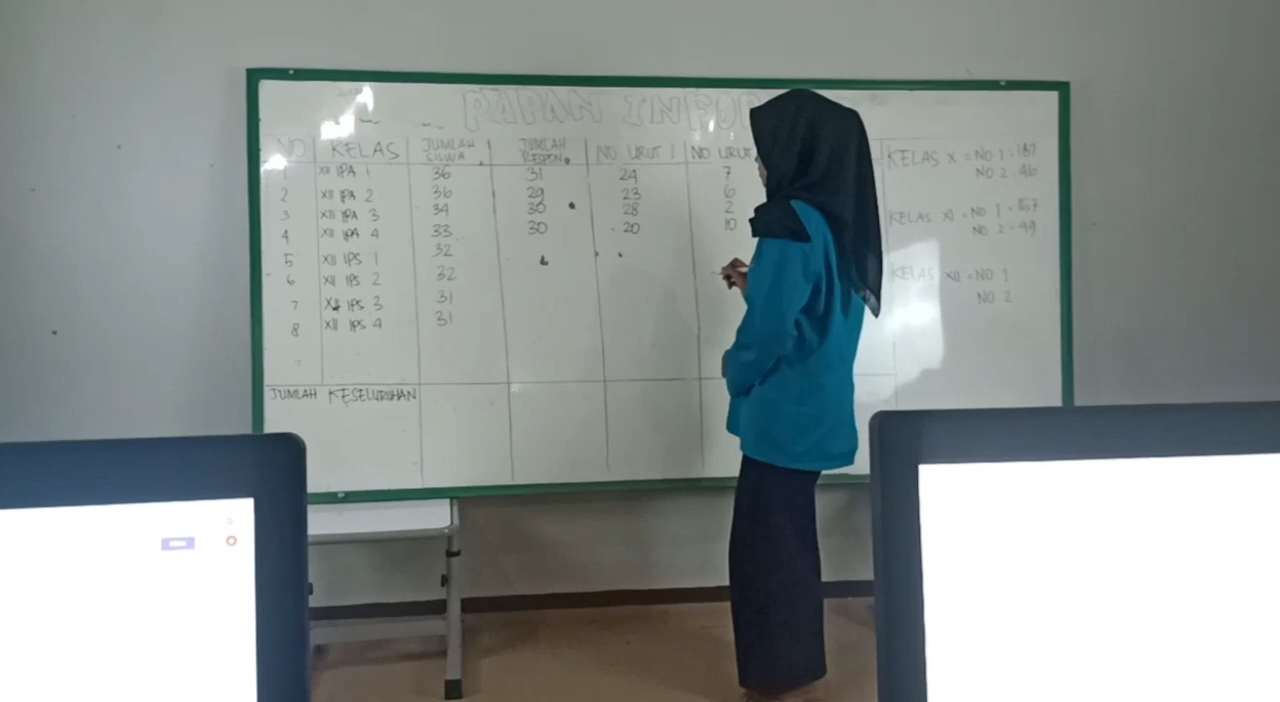 PAPAN INFO
NO KELAS JUMLAH SISWA JUMLAH RESPON NO URUT 1 NO URUT
1 XII IPA 1 36 31 24 7
2 XII IPA 2 36 29 23 6
3 XII IPA 3 34 30 28 2
4 XII IPA 4 33 30 20 10
5 XII IPS 1 32
6 XII IPS 2 32
7 XII IPS 3 31
8 XII IPS 4 31
JUMLAH KESELURUHAN
KELAS X = NO 1 : 187
NO 2 : 46
KELAS XI = NO 1 = 167
NO 2 = 49
KELAS XII = NO 1
NO 2